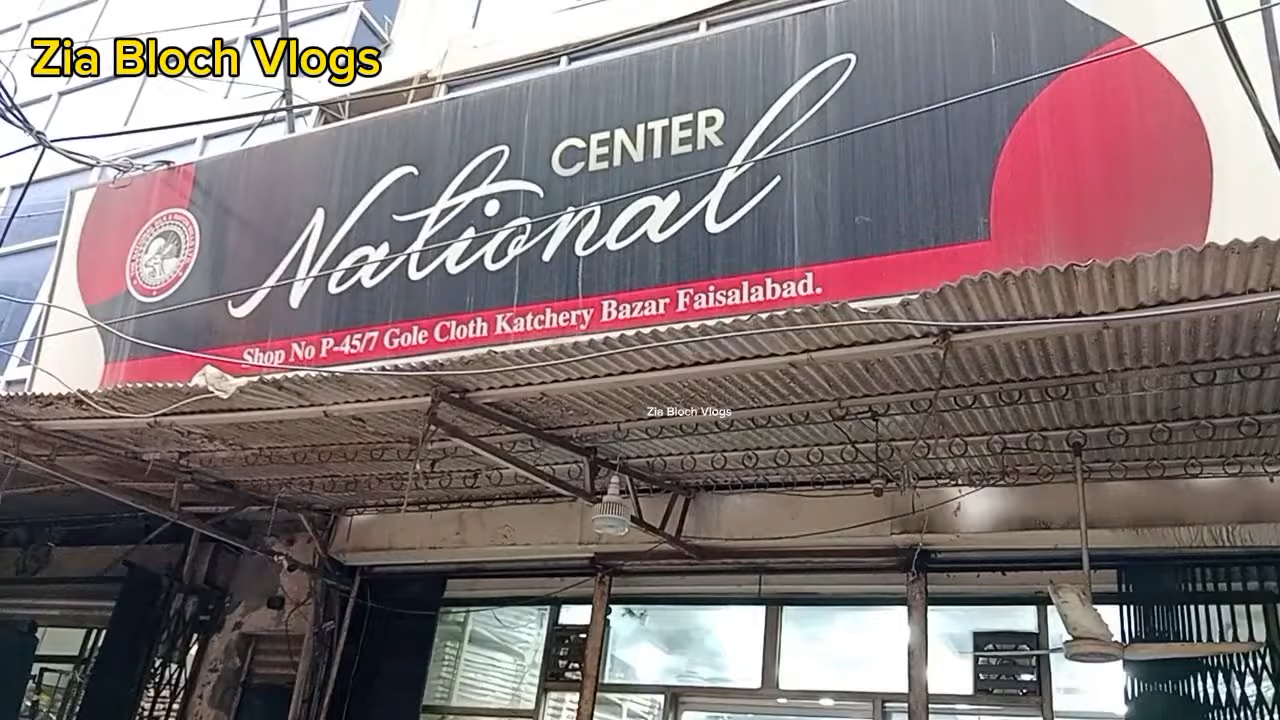 Zia Bloch Vlogs
CENTER
National
Shop No P-45/7 Gole Cloth Katchery Bazar Faisalabad.
Zia Bloch Vlogs